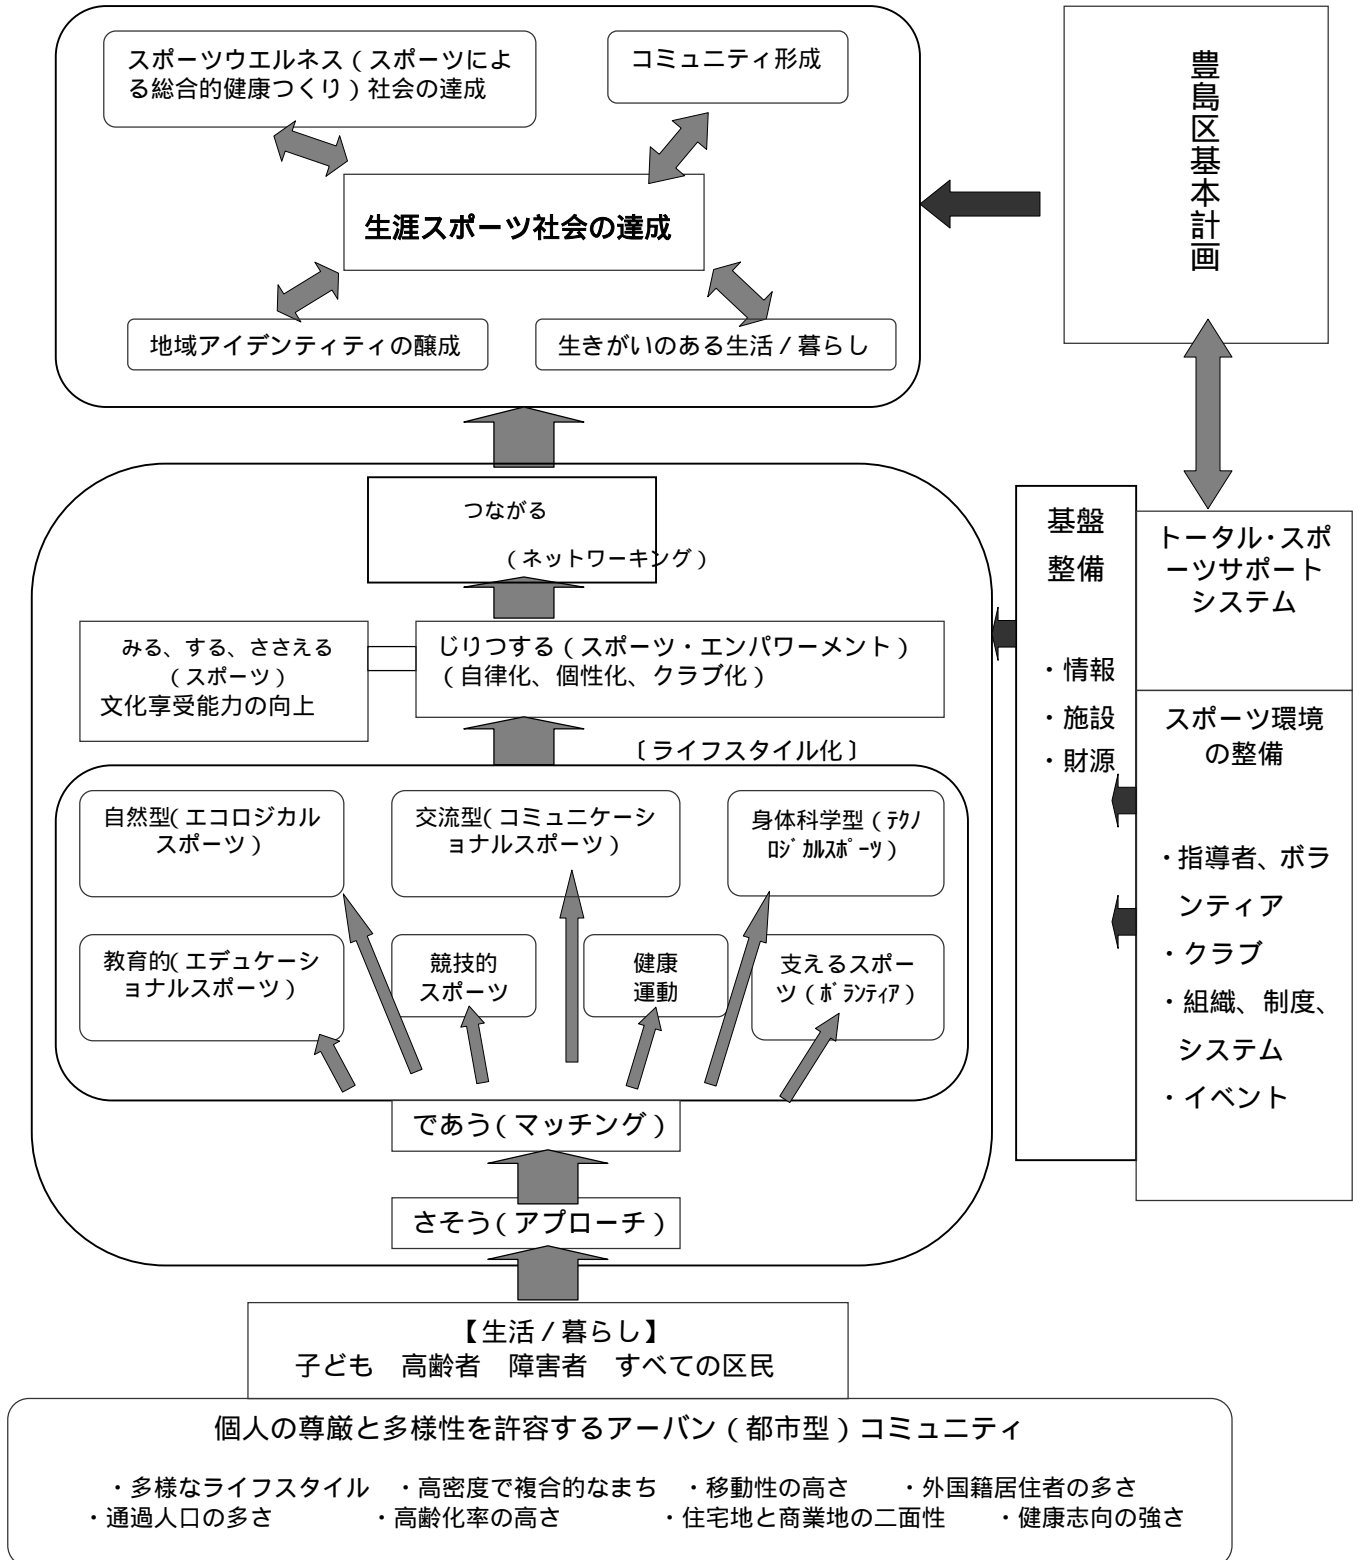 スポーツウエルネス（スポーツによ
る総合的健康つくり）社会の達成
コミュニティ形成
生涯スポーツ社会の達成
地域アイデンティティの醸成
生きがいのある生活/暮らし
豊島区基本計画
つながる
（ネットワーキング）
みる、する、ささえる
（スポーツ）
文化享受能力の向上
じりつする（スポーツ・エンパワーメント）
（自律化、個性化、クラブ化）
〔ライフスタイル化〕
自然型(エコロジカル
スポーツ）
交流型(コミュニケーシ
ョナルスポーツ）
身体科学型（ﾃｸﾉ
ﾛｼﾞｶﾙｽﾎﾟｰﾂ）
教育的(エデュケーシ
ョナルスポーツ）
競技的
スポーツ
健康
運動
支えるスポー
ツ（ﾎﾞﾗﾝﾃｨｱ）
であう(マッチング）
さそう(アプローチ）
基盤
整備
・情報
・施設
・財源
トータル・スポ
ーツサポート
システム
スポーツ環境
の整備
・指導者、ボラ
ンティア
・クラブ
・組織、制度、
システム
・イベント
【生活/暮らし】
子ども　高齢者　障害者　すべての区民
個人の尊厳と多様性を許容するアーバン（都市型）コミュニティ
・多様なライフスタイル　・高密度で複合的なまち　・移動性の高さ　・外国籍居住者の多さ
・通過人口の多さ　・高齢化率の高さ　・住宅地と商業地の二面性　・健康志向の強さ